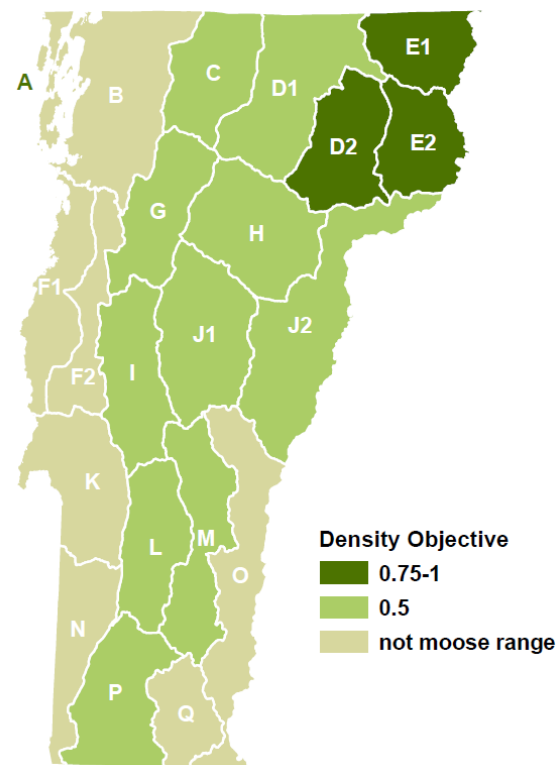 E1
C
A
B
D1
D2
E2
G
H
F1
J2
J1
I
F2
K
M
L
O
N
P
Q
Density Objective
0.75-1
0.5
not moose range